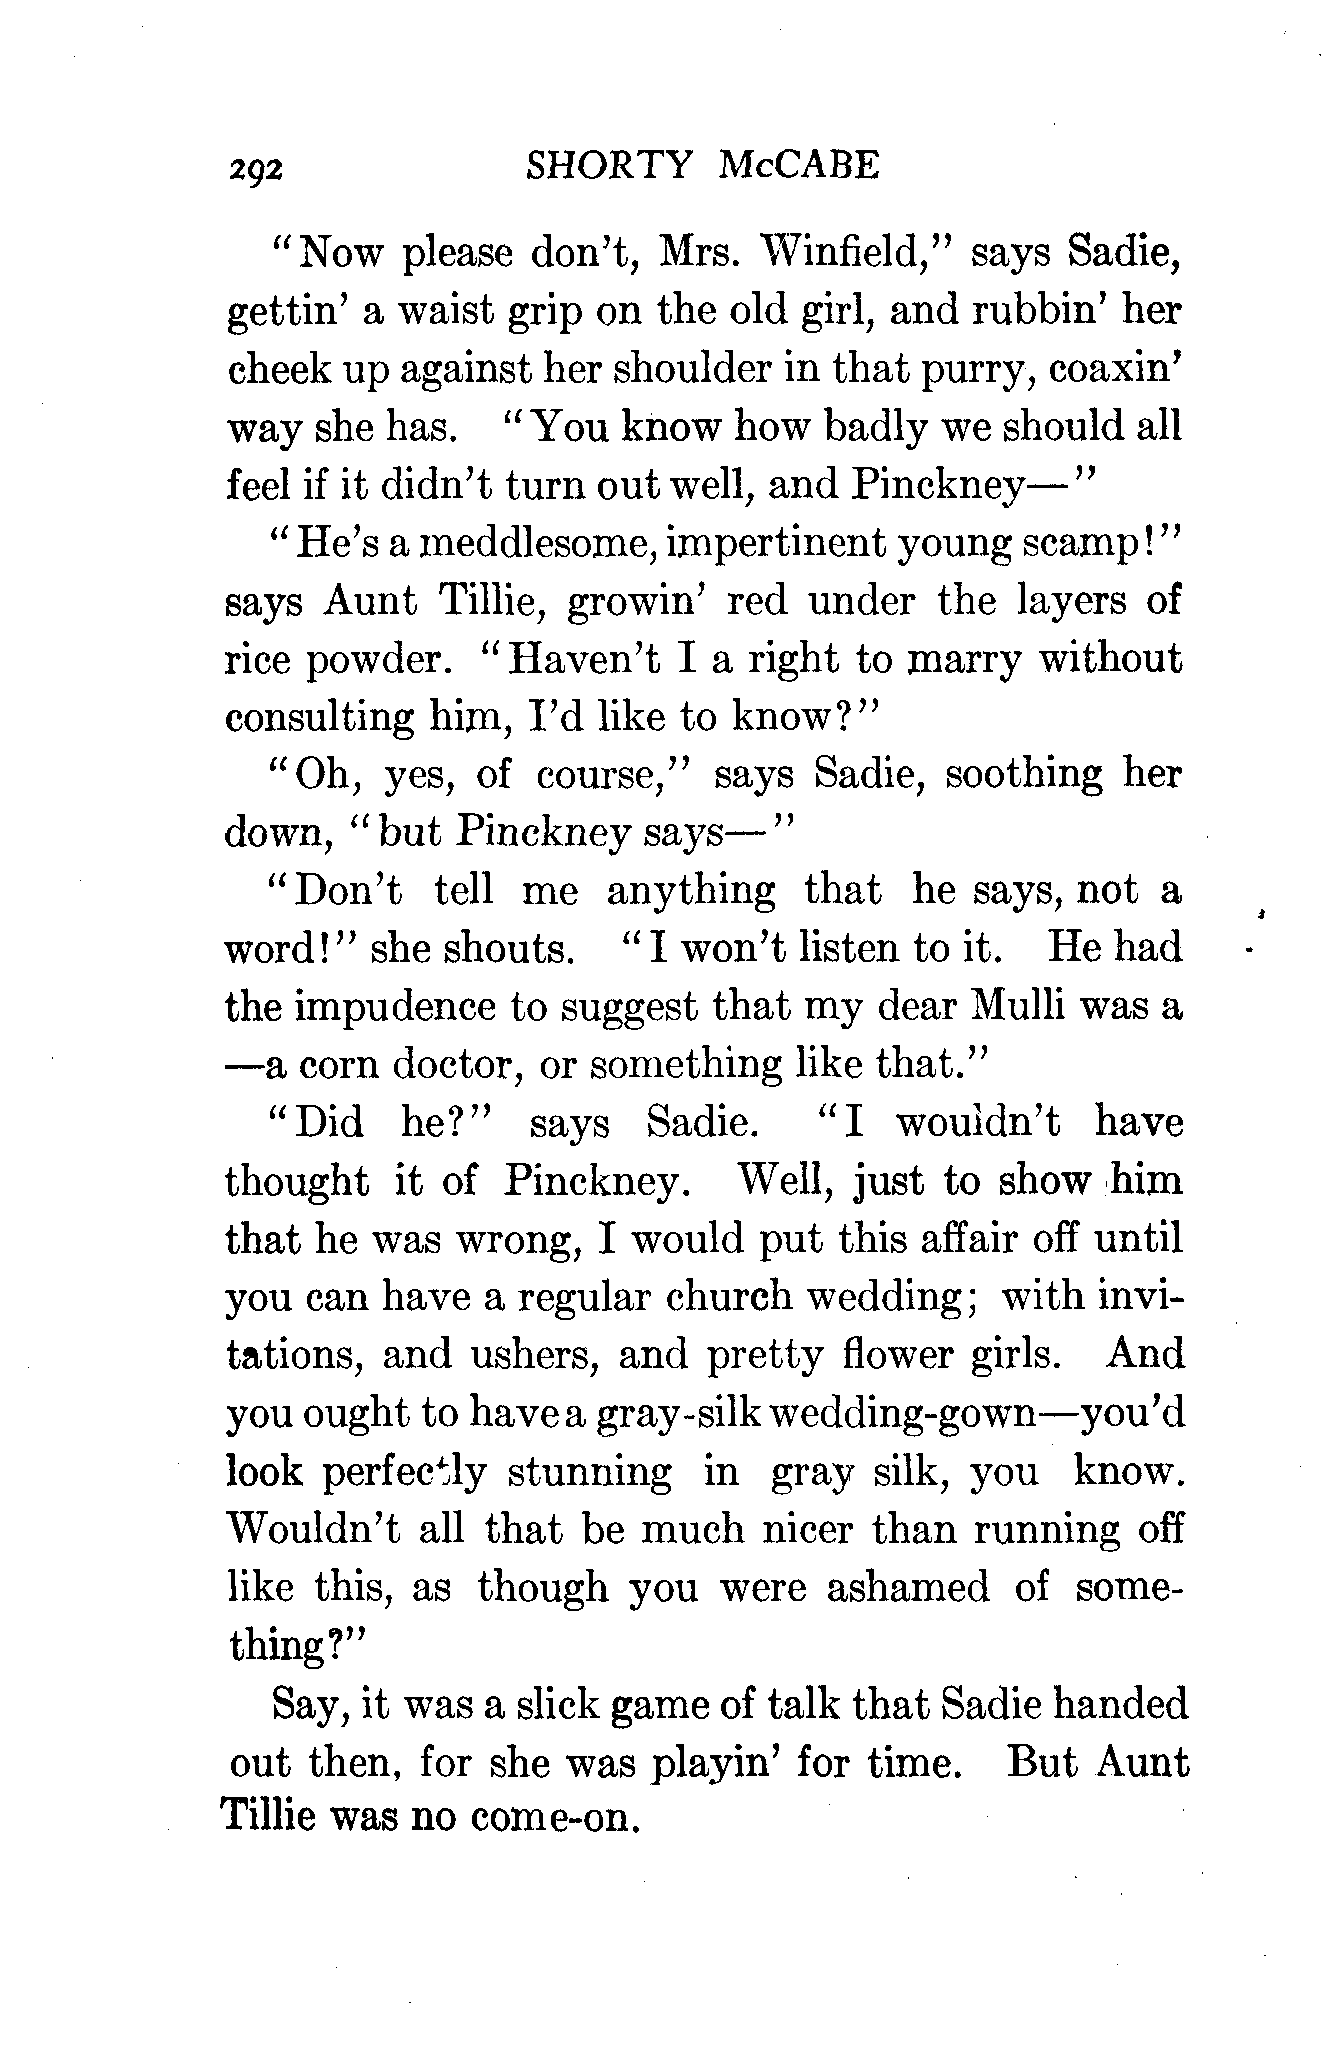 292 SHORTY McCABE
"Now please don't, Mrs. Winfield," says Sadie,
gettin' a waist grip on the old girl, and rubbin' her
cheek up against her shoulder in that purry, coaxin'
way she has. "You know how badly we should all
feel if it didn't turn out well, and Pinckney—"
"He's a meddlesome, impertinent young scamp!"
says Aunt Tillie, growin' red under the layers of
rice powder. "Haven't I a right to marry without
consulting him, I'd like to know?"
"Oh, yes, of course," says Sadie, soothing her
down, "but Pinckney says—"
"Don't tell me anything that he says, not a
word!" she shouts. "I won't listen to it. He had
the impudence to suggest that my dear Mulli was a
—a corn doctor, or something like that."
"Did he?" says Sadie. "I wouldn't have
thought it of Pinckney. Well, just to show him
that he was wrong, I would put this affair off until
you can have a regular church wedding; with invi-
tations, and ushers, and pretty flower girls. And
you ought to have a gray-silk wedding-gown—you'd
look perfectly stunning in gray silk, you know.
Wouldn't all that be much nicer than running off
like this, as though you were ashamed of some-
thing?"
Say, it was a slick game of talk that Sadie handed
out then, for she was playin' for time. But Aunt
Tillie was no come-on.